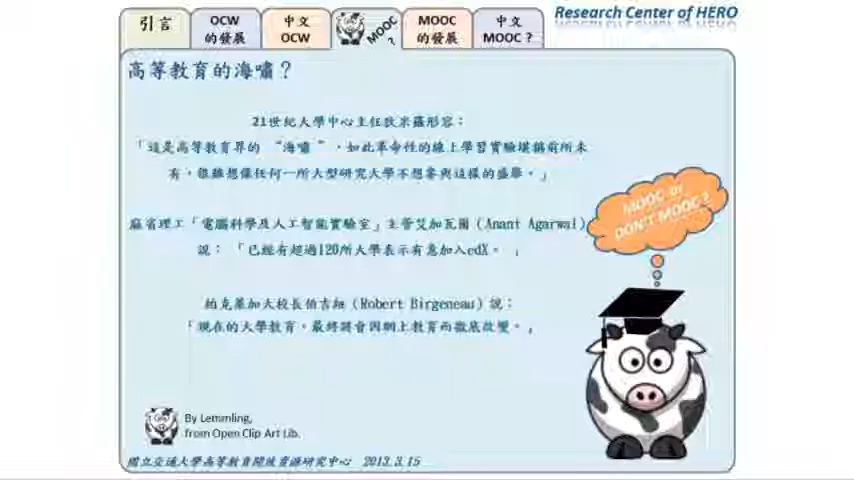 引言
OCW
的發展
中文
OCW
MOOC
?
MOOC
的發展
中文
MOOC ?
Research Center of HERO
高等教育的海嘯?
21世紀大學中心主任狄米羅形容:
「這是高等教育界的 “海嘯 ”,如此革命性的線上學習實驗堪稱前所未
有,很難想像任何一所大型研究大學不想參與這樣的盛舉。」
麻省理工「電腦科學及人工智能實驗室」主管艾加瓦爾 (Anant Agarwal)
說: 「已經有超過120所大學表示有意加入edX。 」
柏克萊加大校長伯吉紐 (Robert Birgeneau) 說:
「現在的大學教育,最終將會因網上教育而徹底改變。」
MOOC or
DON'T MOOC ?
By Lemmling,
from Open Clip Art Lib.
國立交通大學高等教育開放資源研究中心 2013.3.15